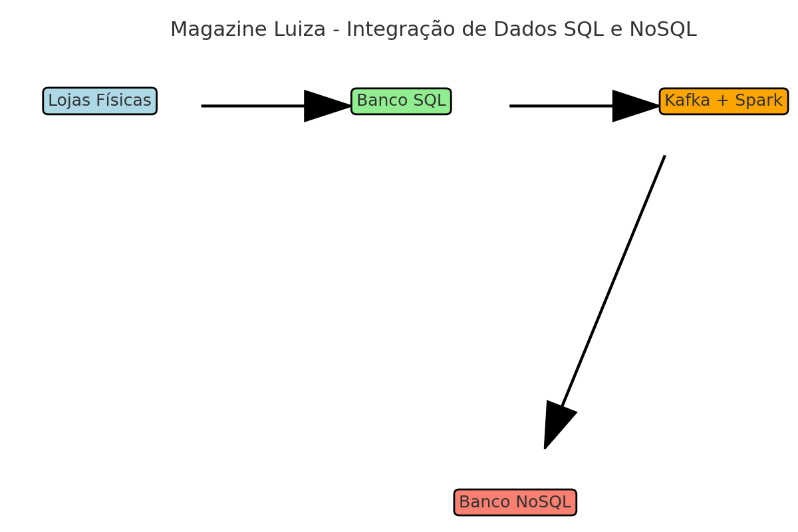 Magazine Luiza - Integração de Dados SQL e NoSQL
Lojas Físicas
Banco SQL
Kafka + Spark
Banco NoSQL